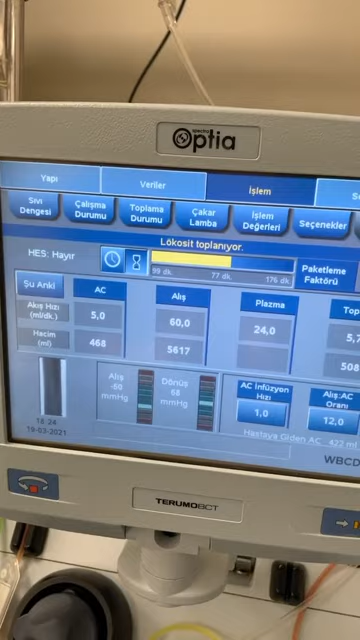 spectra
Optia
Yapı
Veriler
İşlem
Sıvı Dengesi
Çalışma Durumu
Toplama Durumu
Çakar Lamba
İşlem Değerleri
Seçenekler
Lökosit toplanıyor.
HES: Hayır
99 dk.
77 dk.
176 dk.
Paketleme Faktörü
Şu Anki
AC
Alış
Plazma
Top
Akış Hızı (ml/dk.)
5,0
60,0
24,0
5,7
Hacim (ml)
468
5617
508
Alış
-50
mmHg
Dönüş
68
mmHg
AC İnfüzyon Hızı
1,0
Alış:AC Oranı
12,0
Hastaya Giden AC 422 ml
19-03-2021
WBCD
TERUMOBCT